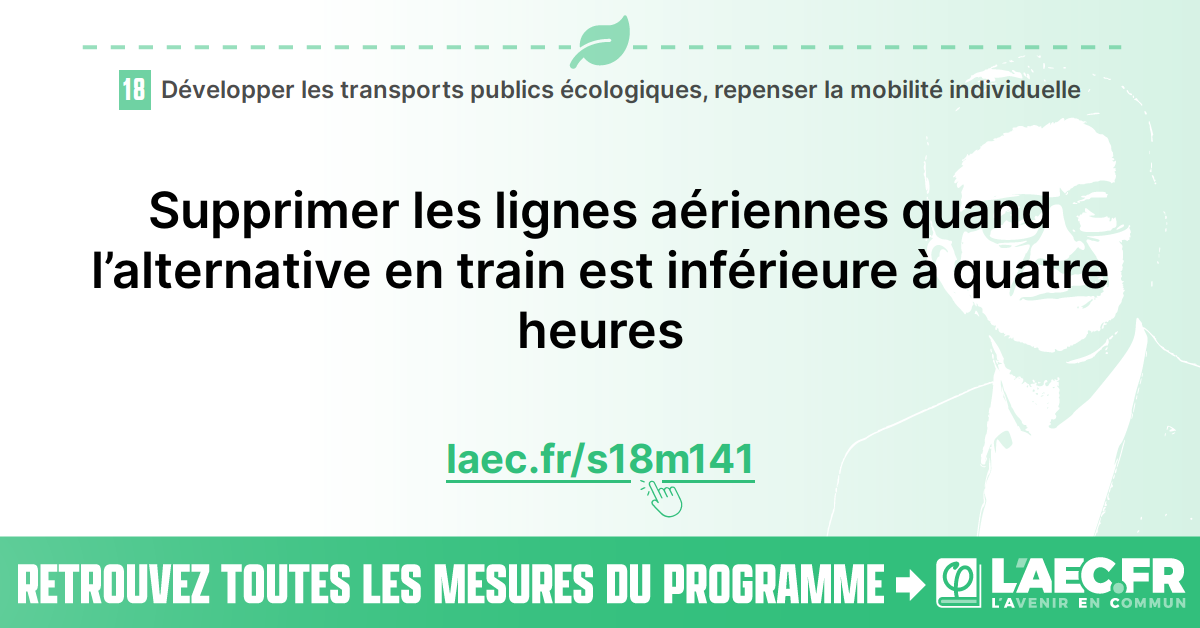 18 Développer les transports publics écologiques, repenser la mobilité individuelle
Supprimer les lignes aériennes quand
l’alternative en train est inférieure à quatre
heures
laec.fr/s18m141
RETROUVEZ TOUTES LES MESURES DU PROGRAMME
φ L'AEC.FR
L'AVENIR EN COMMUN